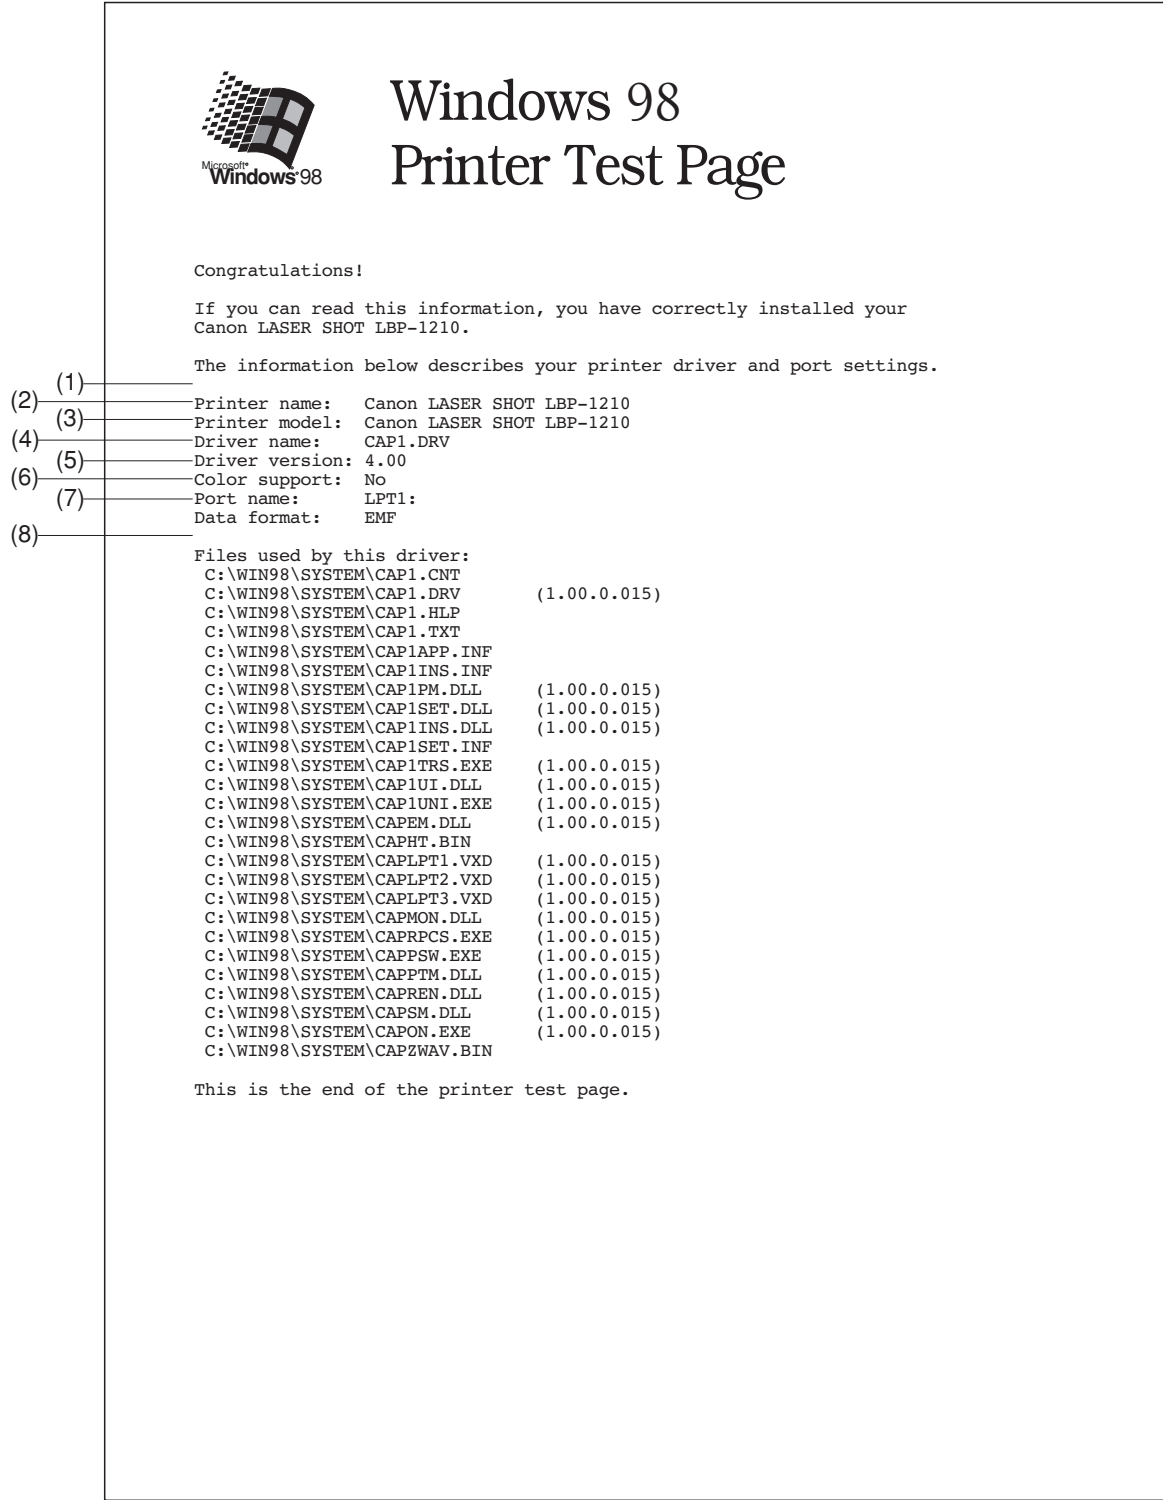 Microsoft®
Windows®98
Windows 98
Printer Test Page
Congratulations!
If you can read this information, you have correctly installed your
Canon LASER SHOT LBP-1210.
The information below describes your printer driver and port settings.
(1)
(2) Printer name: Canon LASER SHOT LBP-1210
(3) Printer model: Canon LASER SHOT LBP-1210
(4) Driver name: CAP1.DRV
(5) Driver version: 4.00
(6) Color support: No
(7) Port name: LPT1:
Data format: EMF
(8)
Files used by this driver:
C:\WIN98\SYSTEM\CAP1.CNT
C:\WIN98\SYSTEM\CAP1.DRV (1.00.0.015)
C:\WIN98\SYSTEM\CAP1.HLP
C:\WIN98\SYSTEM\CAP1.TXT
C:\WIN98\SYSTEM\CAP1APP.INF
C:\WIN98\SYSTEM\CAP1INS.INF
C:\WIN98\SYSTEM\CAP1PM.DLL (1.00.0.015)
C:\WIN98\SYSTEM\CAP1SET.DLL (1.00.0.015)
C:\WIN98\SYSTEM\CAP1INS.DLL (1.00.0.015)
C:\WIN98\SYSTEM\CAP1SET.INF
C:\WIN98\SYSTEM\CAP1TRS.EXE (1.00.0.015)
C:\WIN98\SYSTEM\CAP1UI.DLL (1.00.0.015)
C:\WIN98\SYSTEM\CAP1UNI.EXE (1.00.0.015)
C:\WIN98\SYSTEM\CAPEM.DLL (1.00.0.015)
C:\WIN98\SYSTEM\CAPHT.BIN
C:\WIN98\SYSTEM\CAPLPT1.VXD (1.00.0.015)
C:\WIN98\SYSTEM\CAPLPT2.VXD (1.00.0.015)
C:\WIN98\SYSTEM\CAPLPT3.VXD (1.00.0.015)
C:\WIN98\SYSTEM\CAPMON.DLL (1.00.0.015)
C:\WIN98\SYSTEM\CAPRPCS.EXE (1.00.0.015)
C:\WIN98\SYSTEM\CAPPSW.EXE (1.00.0.015)
C:\WIN98\SYSTEM\CAPPTM.DLL (1.00.0.015)
C:\WIN98\SYSTEM\CAPREN.DLL (1.00.0.015)
C:\WIN98\SYSTEM\CAPSM.DLL (1.00.0.015)
C:\WIN98\SYSTEM\CAPON.EXE (1.00.0.015)
C:\WIN98\SYSTEM\CAPZWAV.BIN
This is the end of the printer test page.